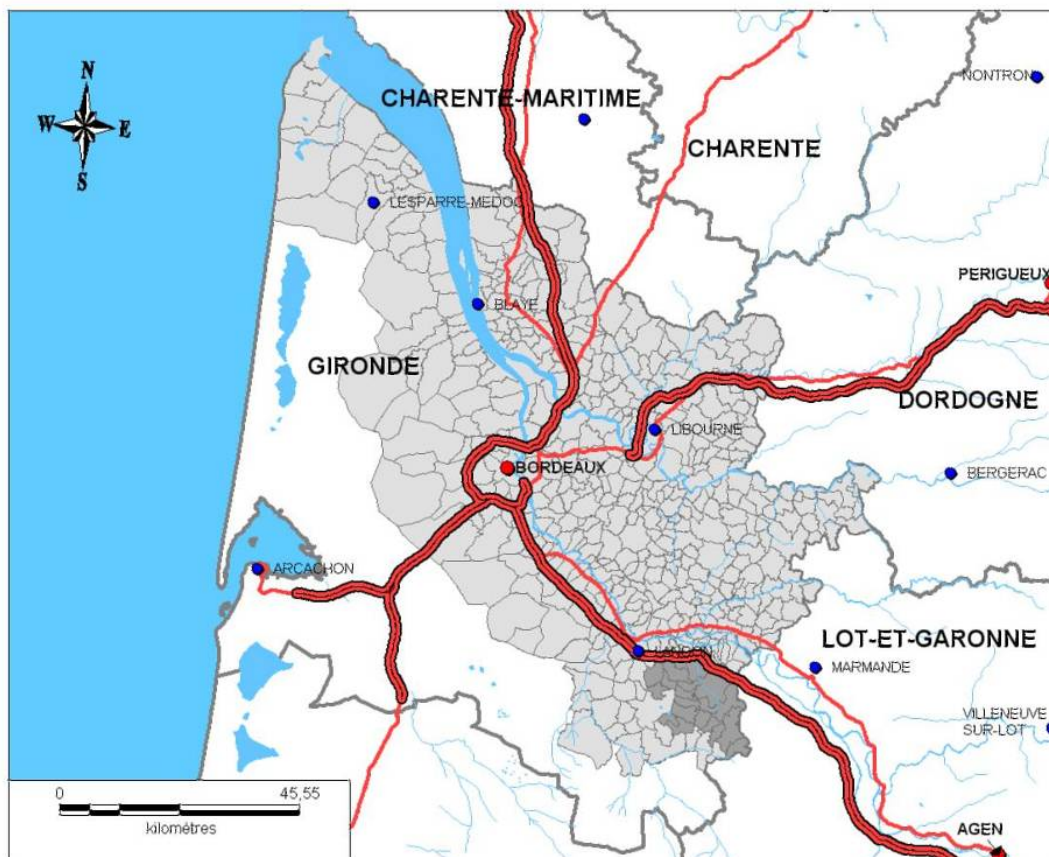 N
W E
S
CHARENTE-MARITIME
NONTRON
CHARENTE
LESPARRE-MEDOC
PERIGUEUX
BLAYE
GIRONDE
DORDOGNE
LIBOURNE
BORDEAUX
BERGERAC
ARCACHON
LOT-ET-GARONNE
LANGON
MARMANDE
VILLENEUVE
SUR-LOT
0 45,55
kilomètres
AGEN